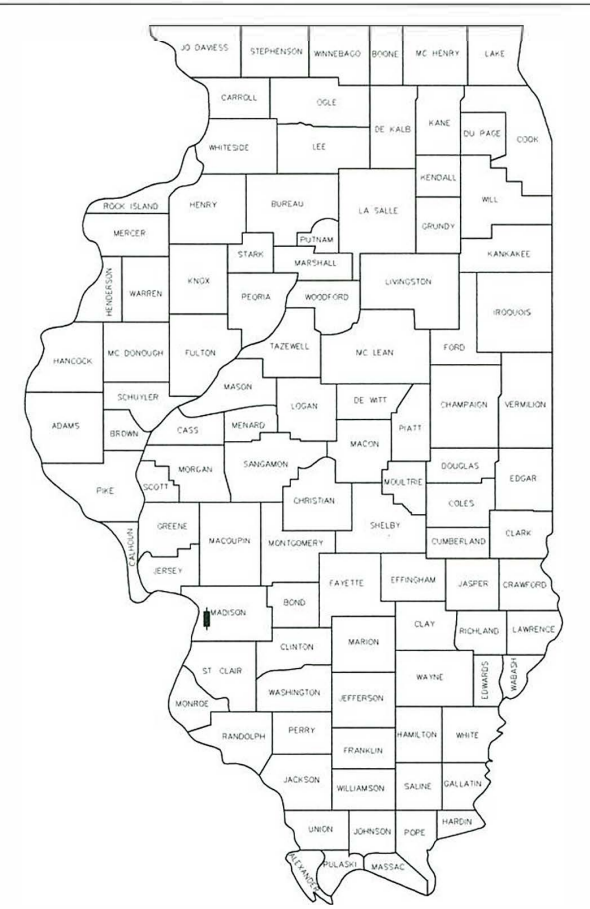 JO DAVIESS
STEPHENSON
WINNEBAGO
BOONE
MC HENRY
LAKE
CARROLL
OGLE
DE KALB
KANE
DU PAGE
COOK
WHITESIDE
LEE
KENDALL
WILL
ROCK ISLAND
HENRY
BUREAU
LA SALLE
GRUNDY
MERCER
PUTNAM
STARK
MARSHALL
KANKAKEE
HENDERSON
WARREN
KNOX
PEORIA
WOODFORD
LIVINGSTON
IROQUOIS
HANCOCK
MC DONOUGH
FULTON
TAZEWELL
MC LEAN
FORD
SCHUYLER
MASON
LOGAN
DE WITT
CHAMPAIGN
VERMILION
ADAMS
BROWN
CASS
MENARD
MACON
PIATT
PIKE
SCOTT
MORGAN
SANGAMON
MOULTRIE
DOUGLAS
EDGAR
CHRISTIAN
COLES
GREENE
MACOUPIN
MONTGOMERY
SHELBY
CUMBERLAND
CLARK
CALHOUN
JERSEY
FAYETTE
EFFINGHAM
JASPER
CRAWFORD
MADISON
BOND
CLINTON
MARION
CLAY
RICHLAND
LAWRENCE
ST CLAIR
WASHINGTON
JEFFERSON
WAYNE
EDWARDS
WABASH
MONROE
RANDOLPH
PERRY
FRANKLIN
HAMILTON
WHITE
JACKSON
WILLIAMSON
SALINE
GALLATIN
UNION
JOHNSON
POPE
HARDIN
ALEXANDER
PULASKI
MASSAC